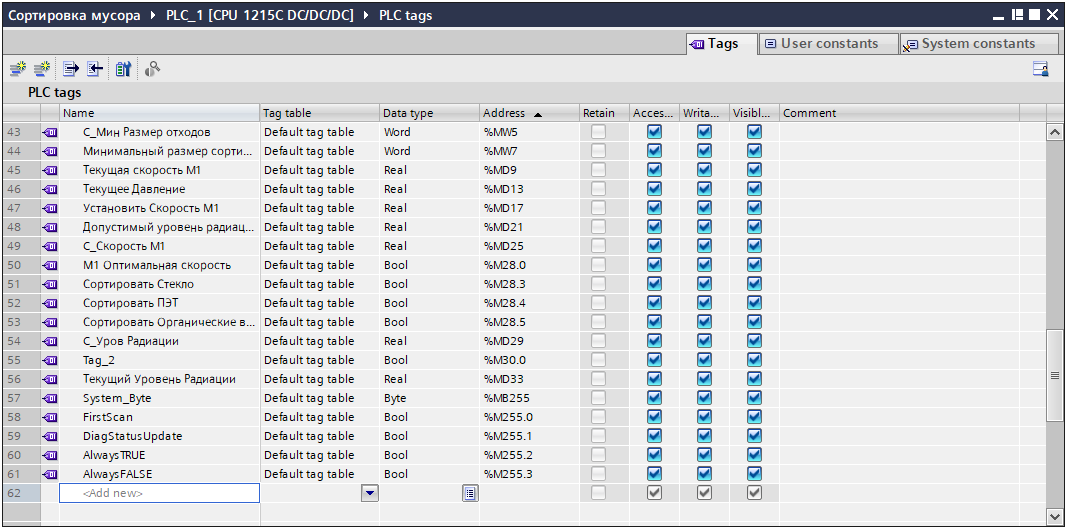 Сортировка мусора PLC_1 [CPU 1215C DC/DC/DC] PLC tags
Tags User constants System constants
PLC tags
Name Tag table Data type Address Retain Acces... Writa... Visibl... Comment
43 С_Мин Размер отходов Default tag table Word %MW5
44 Минимальный размер сорти... Default tag table Word %MW7
45 Текущая скорость М1 Default tag table Real %MD9
46 Текущее Давление Default tag table Real %MD13
47 Установить Скорость М1 Default tag table Real %MD17
48 Допустимый уровень радиац... Default tag table Real %MD21
49 С_Скорость М1 Default tag table Real %MD25
50 М1 Оптимальная скорость Default tag table Bool %M28.0
51 Сортировать Стекло Default tag table Bool %M28.3
52 Сортировать ПЭТ Default tag table Bool %M28.4
53 Сортировать Органические в... Default tag table Bool %M28.5
54 С_Уров Радиации Default tag table Real %MD29
55 Tag_2 Default tag table Bool %M30.0
56 Текущий Уровень Радиации Default tag table Real %MD33
57 System_Byte Default tag table Byte %MB255
58 FirstScan Default tag table Bool %M255.0
59 DiagStatusUpdate Default tag table Bool %M255.1
60 AlwaysTRUE Default tag table Bool %M255.2
61 AlwaysFALSE Default tag table Bool %M255.3
62 <Add new>